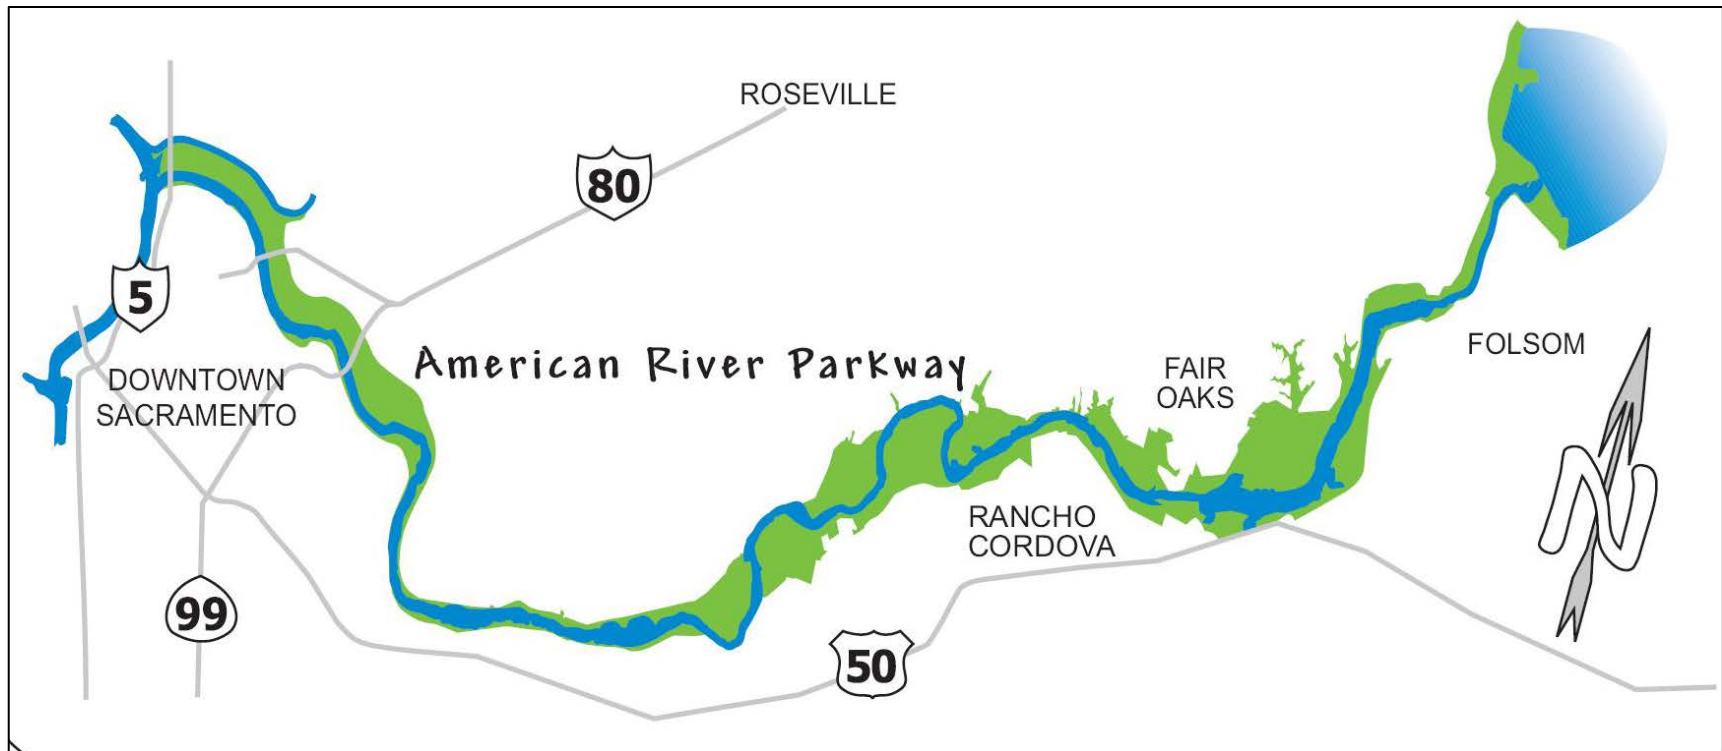 ROSEVILLE
80
5
American River Parkway
DOWNTOWN
SACRAMENTO
FAIR
OAKS
FOLSOM
RANCHO
CORDOVA
99
50
N